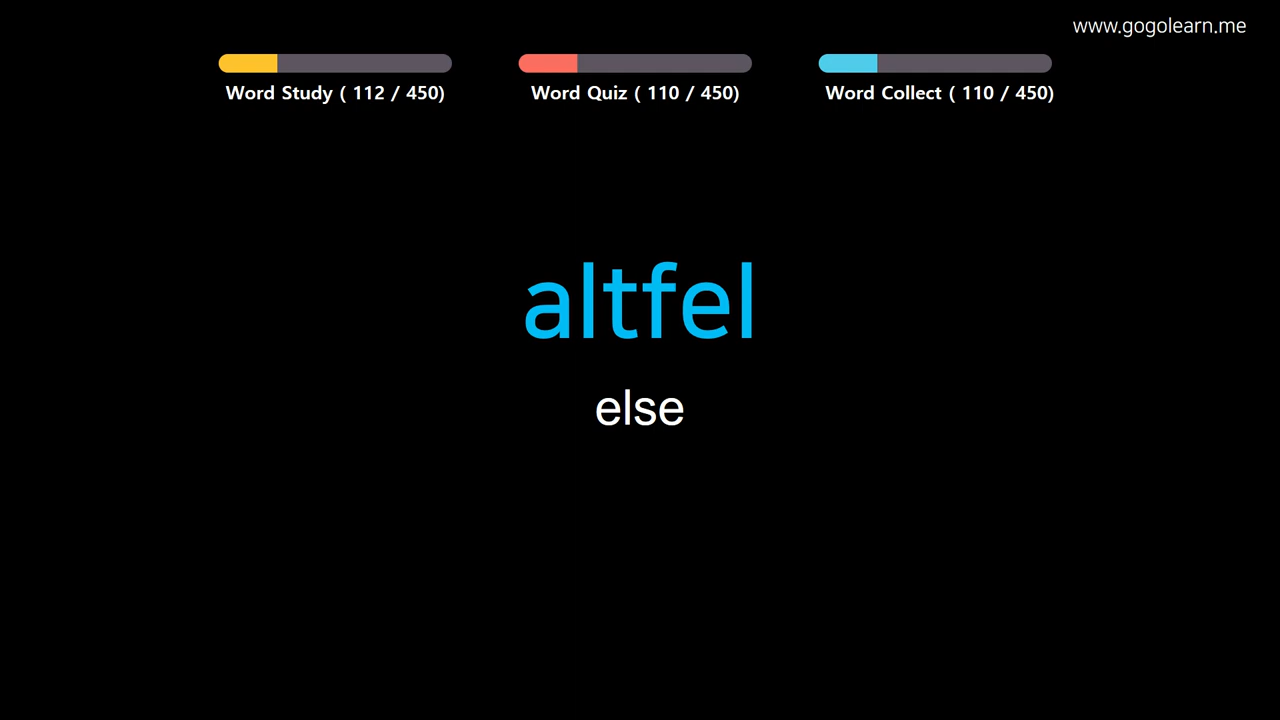 www.gogolearn.me
Word Study ( 112 / 450)
Word Quiz ( 110 / 450)
Word Collect ( 110 / 450)
altfel
else